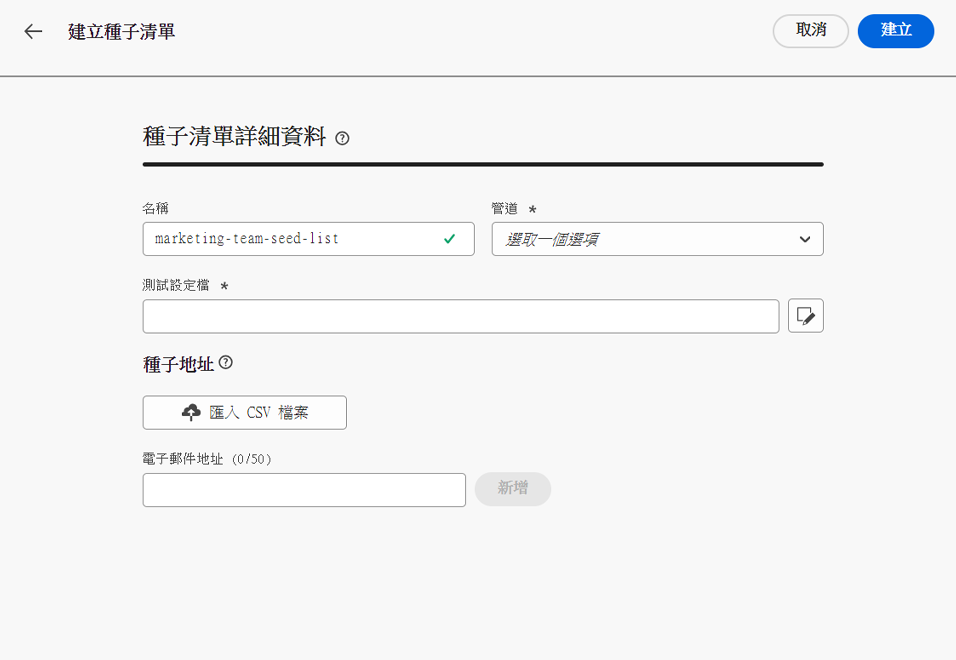 建立種子清單
取消
建立
種子清單詳細資料
名稱
管道 *
marketing-team-seed-list
選取一個選項
測試設定檔 *
種子地址
匯入 CSV 檔案
電子郵件地址 (0/50)
新增